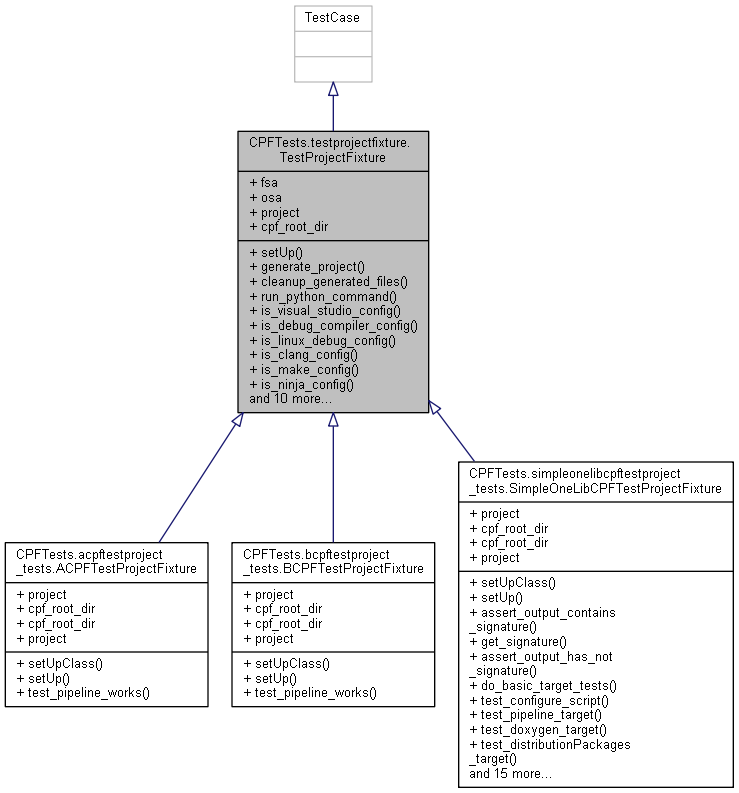 TestCase
CPFTests.testprojectfixture.
TestProjectFixture
+ fsa
+ osa
+ project
+ cpf_root_dir
+ setUp()
+ generate_project()
+ cleanup_generated_files()
+ run_python_command()
+ is_visual_studio_config()
+ is_debug_compiler_config()
+ is_linux_debug_config()
+ is_clang_config()
+ is_make_config()
+ is_ninja_config()
and 10 more...
CPFTests.acpftestproject
_tests.ACPFTestProjectFixture
+ project
+ cpf_root_dir
+ cpf_root_dir
+ project
+ setUpClass()
+ setUp()
+ test_pipeline_works()
CPFTests.bcpftestproject
_tests.BCPFTestProjectFixture
+ project
+ cpf_root_dir
+ cpf_root_dir
+ project
+ setUpClass()
+ setUp()
+ test_pipeline_works()
CPFTests.simpleonelibcpftestproject
_tests.SimpleOneLibCPFTestProjectFixture
+ project
+ cpf_root_dir
+ cpf_root_dir
+ project
+ setUpClass()
+ setUp()
+ assert_output_contains
_signature()
+ get_signature()
+ assert_output_has_not
_signature()
+ do_basic_target_tests()
+ test_configure_script()
+ test_pipeline_target()
+ test_doxygen_target()
+ test_distributionPackages
_target()
and 15 more...